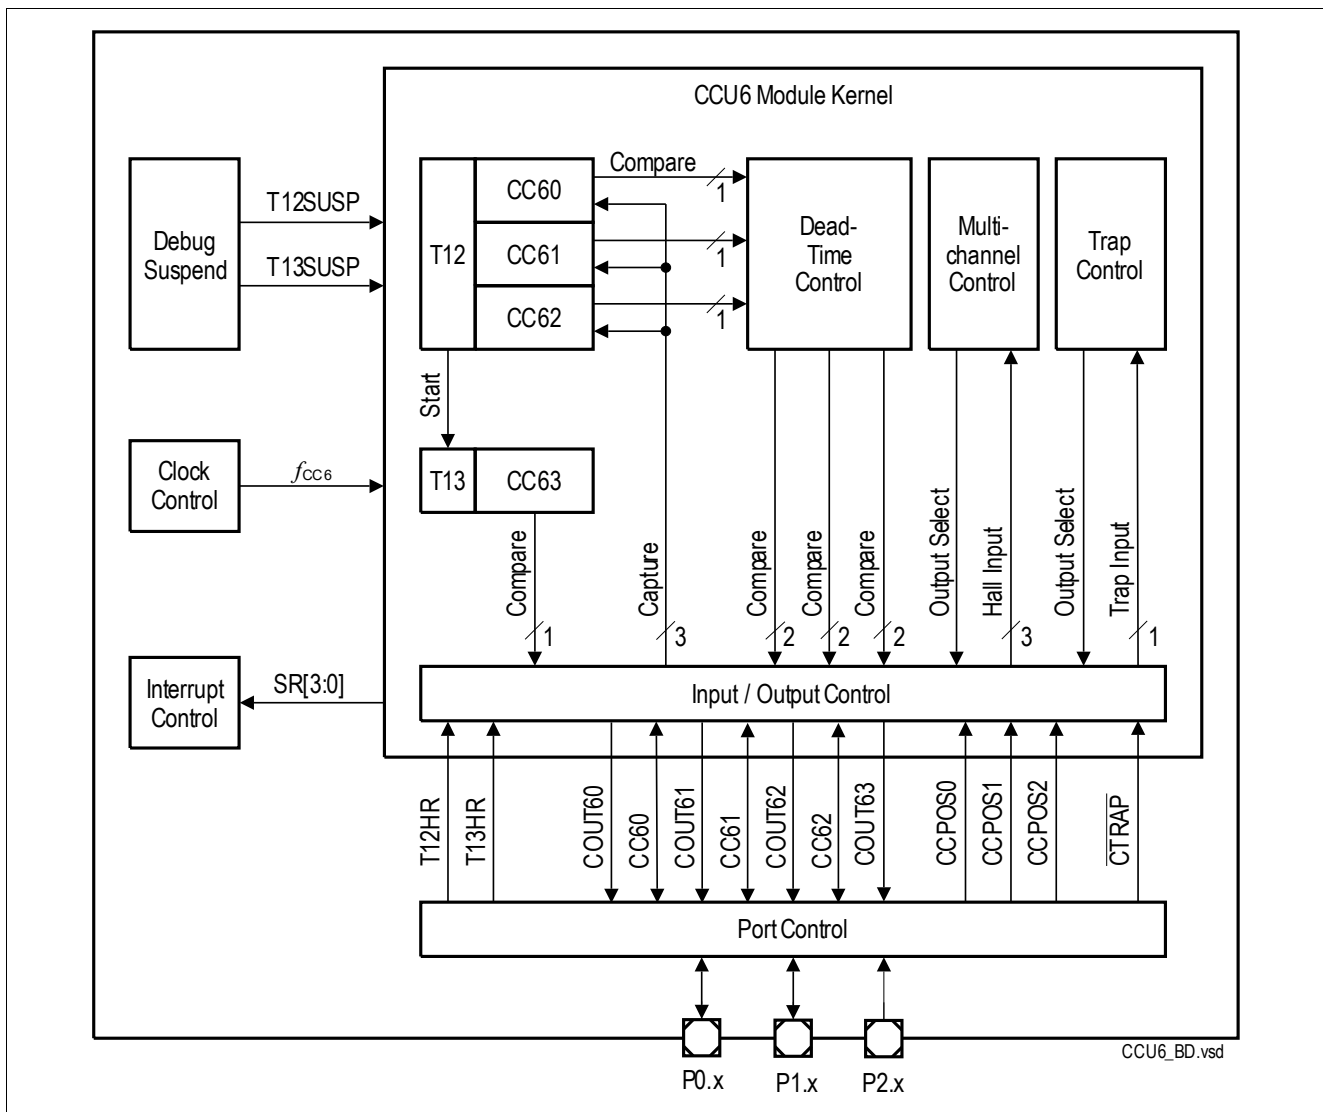 CCU6 Module Kernel
Debug
Suspend
T12SUSP
T13SUSP
T12
CC60
CC61
CC62
Compare
1
1
1
Dead-
Time
Control
Multi-
channel
Control
Trap
Control
Start
Clock
Control
fCC6
T13
CC63
Compare
1
Capture
3
Compare
2
Compare
2
Compare
2
Output Select
Hall Input
3
Output Select
Trap Input
1
Interrupt
Control
SR[3:0]
Input / Output Control
T12HR
T13HR
COUT60
CC60
COUT61
CC61
COUT62
CC62
COUT63
CCPOS0
CCPOS1
CCPOS2
CTRAP
Port Control
P0.x
P1.x
P2.x
CCU6_BD.vsd